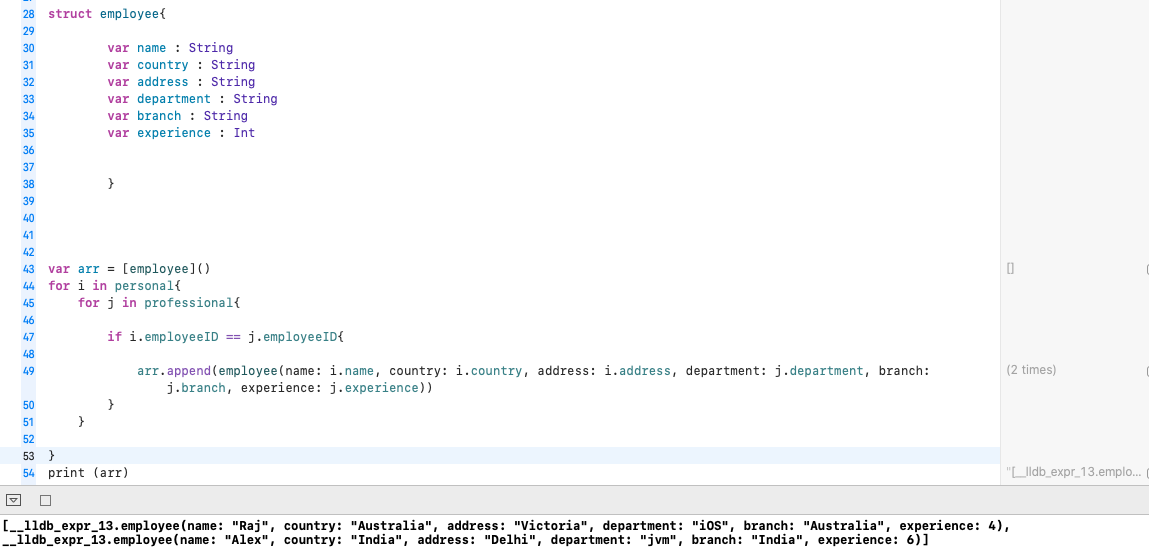 28 struct employee{
29
30 var name : String
31 var country : String
32 var address : String
33 var department : String
34 var branch : String
35 var experience : Int
36
37
38 }
39
40
41
42
43 var arr = [employee]() []
44 for i in personal{
45 for j in professional{
46
47 if i.employeeID == j.employeeID{
48
49 arr.append(employee(name: i.name, country: i.country, address: i.address, department: j.department, branch: (2 times)
j.branch, experience: j.experience))
50 }
51 }
52
53 }
54 print (arr) "[__lldb_expr_13.emplo...
[__lldb_expr_13.employee(name: "Raj", country: "Australia", address: "Victoria", department: "iOS", branch: "Australia", experience: 4),
__lldb_expr_13.employee(name: "Alex", country: "India", address: "Delhi", department: "jvm", branch: "India", experience: 6)]